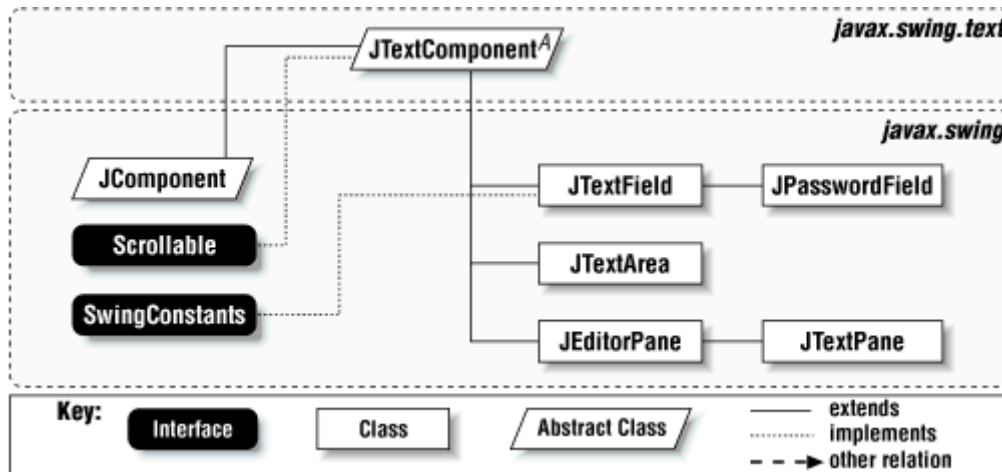 javax.swing.text
JTextComponent A
javax.swing
JComponent
JTextField
JPasswordField
Scrollable
JTextArea
SwingConstants
JEditorPane
JTextPane
Key:
Interface
Class
Abstract Class
extends
implements
other relation